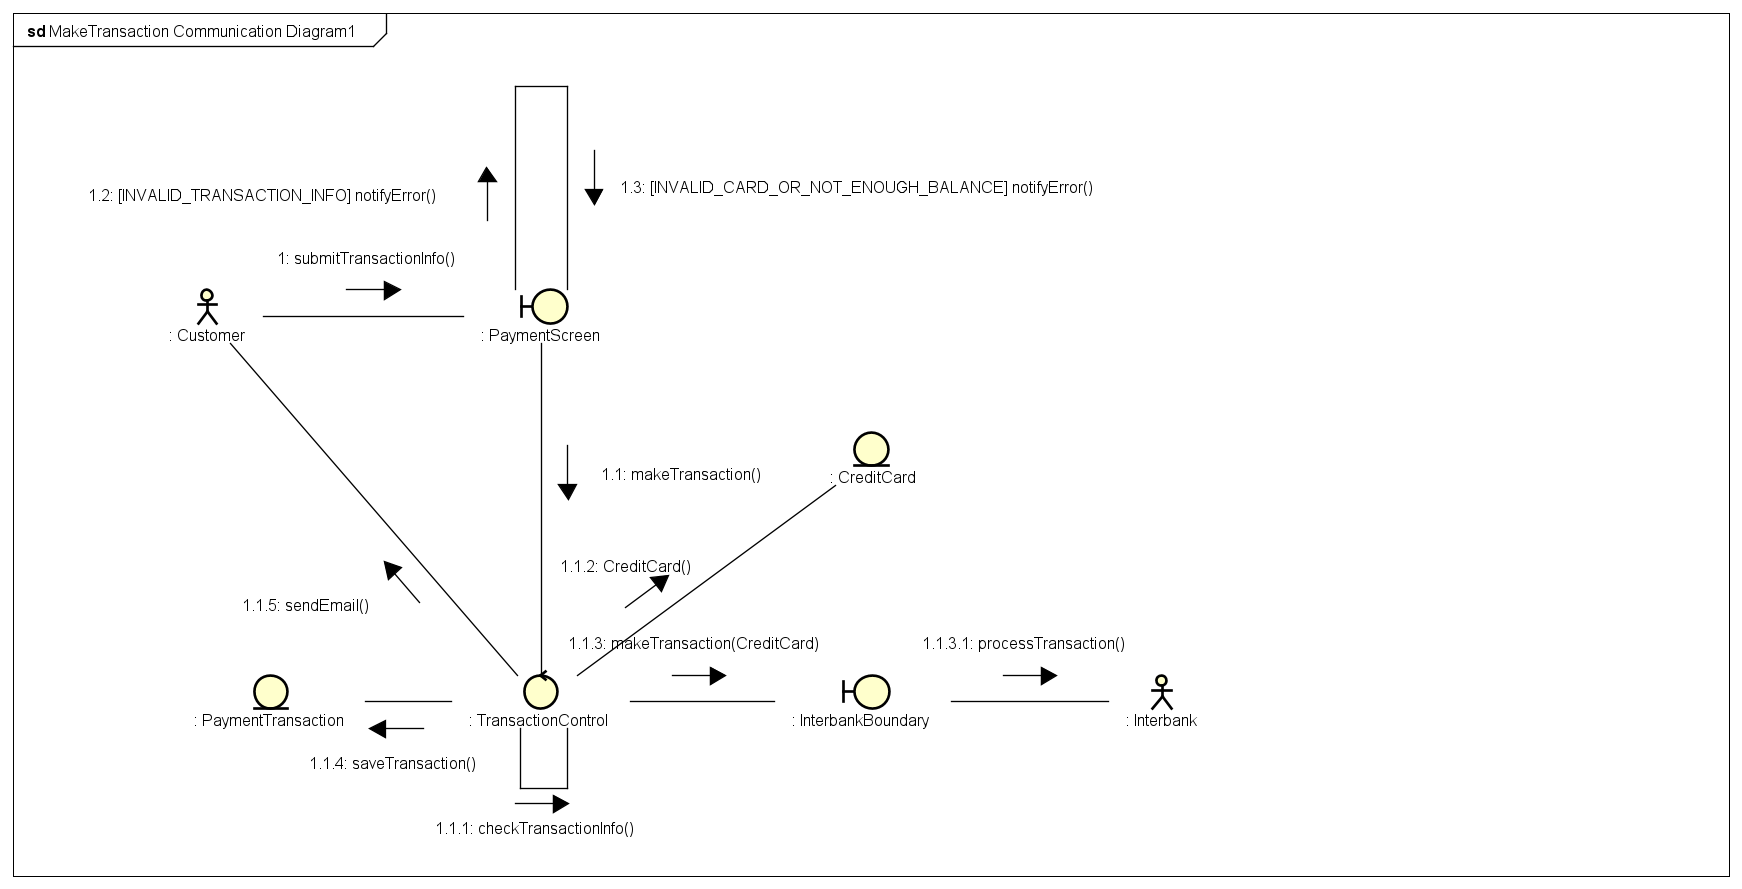 sd MakeTransaction Communication Diagram1
1.2: [INVALID_TRANSACTION_INFO] notifyError()
1.3: [INVALID_CARD_OR_NOT_ENOUGH_BALANCE] notifyError()
1: submitTransactionInfo()
: Customer
: PaymentScreen
1.1: makeTransaction()
: CreditCard
1.1.2: CreditCard()
1.1.5: sendEmail()
1.1.3: makeTransaction(CreditCard)
1.1.3.1: processTransaction()
: PaymentTransaction
: TransactionControl
: InterbankBoundary
: Interbank
1.1.4: saveTransaction()
1.1.1: checkTransactionInfo()